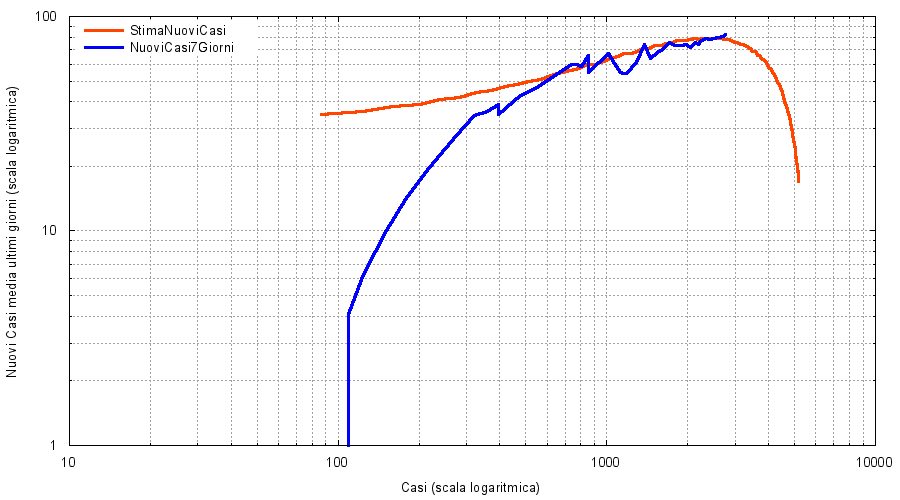 100
StimaNuoviCasi
NuoviCasi7Giorni
10
1
Nuovi Casi media ultimi giorni (scala logaritmica)
10
100
1000
10000
Casi (scala logaritmica)